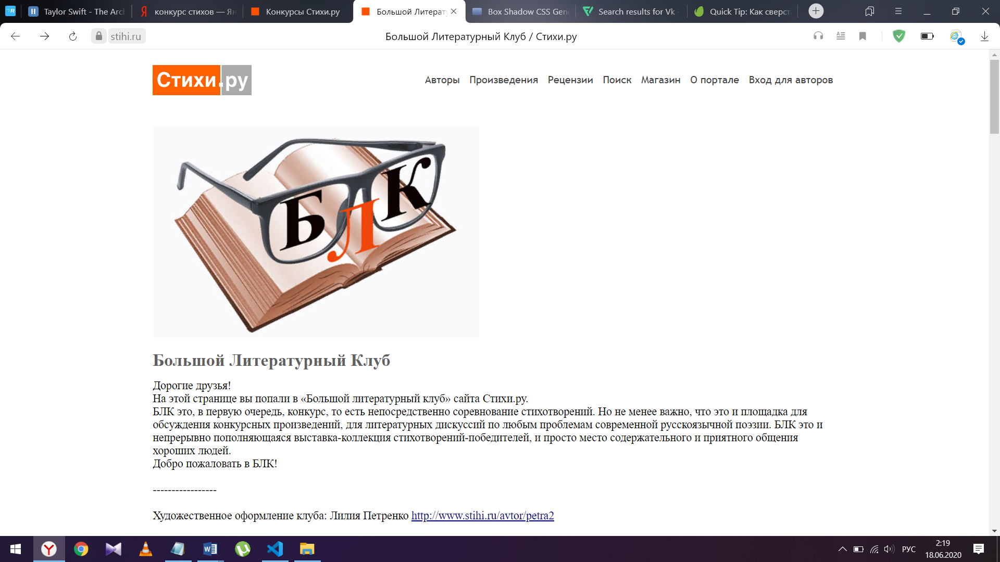 Taylor Swift - The Arch
конкурс стихов — Ян
Конкурсы Стихи.ру
Большой Литерату
Box Shadow CSS Gene
Search results for Vk -
Quick Tip: Как сверста
stihi.ru
Большой Литературный Клуб / Стихи.ру
Стихи.ру
Авторы Произведения Рецензии Поиск Магазин О портале Вход для авторов
БЛК
Большой Литературный Клуб
Дорогие друзья!
На этой странице вы попали в «Большой литературный клуб» сайта Стихи.ру.
БЛК это, в первую очередь, конкурс, то есть непосредственно соревнование стихотворений. Но не менее важно, что это и площадка для
обсуждения конкурсных произведений, для литературных дискуссий по любым проблемам современной русскоязычной поэзии. БЛК это и
непрерывно пополняющаяся выставка-коллекция стихотворений-победителей, и просто место содержательного и приятного общения
хороших людей.
Добро пожаловать в БЛК!
-----------------
Художественное оформление клуба: Лилия Петренко http://www.stihi.ru/avtor/petra2
РУС
2:19
18.06.2020